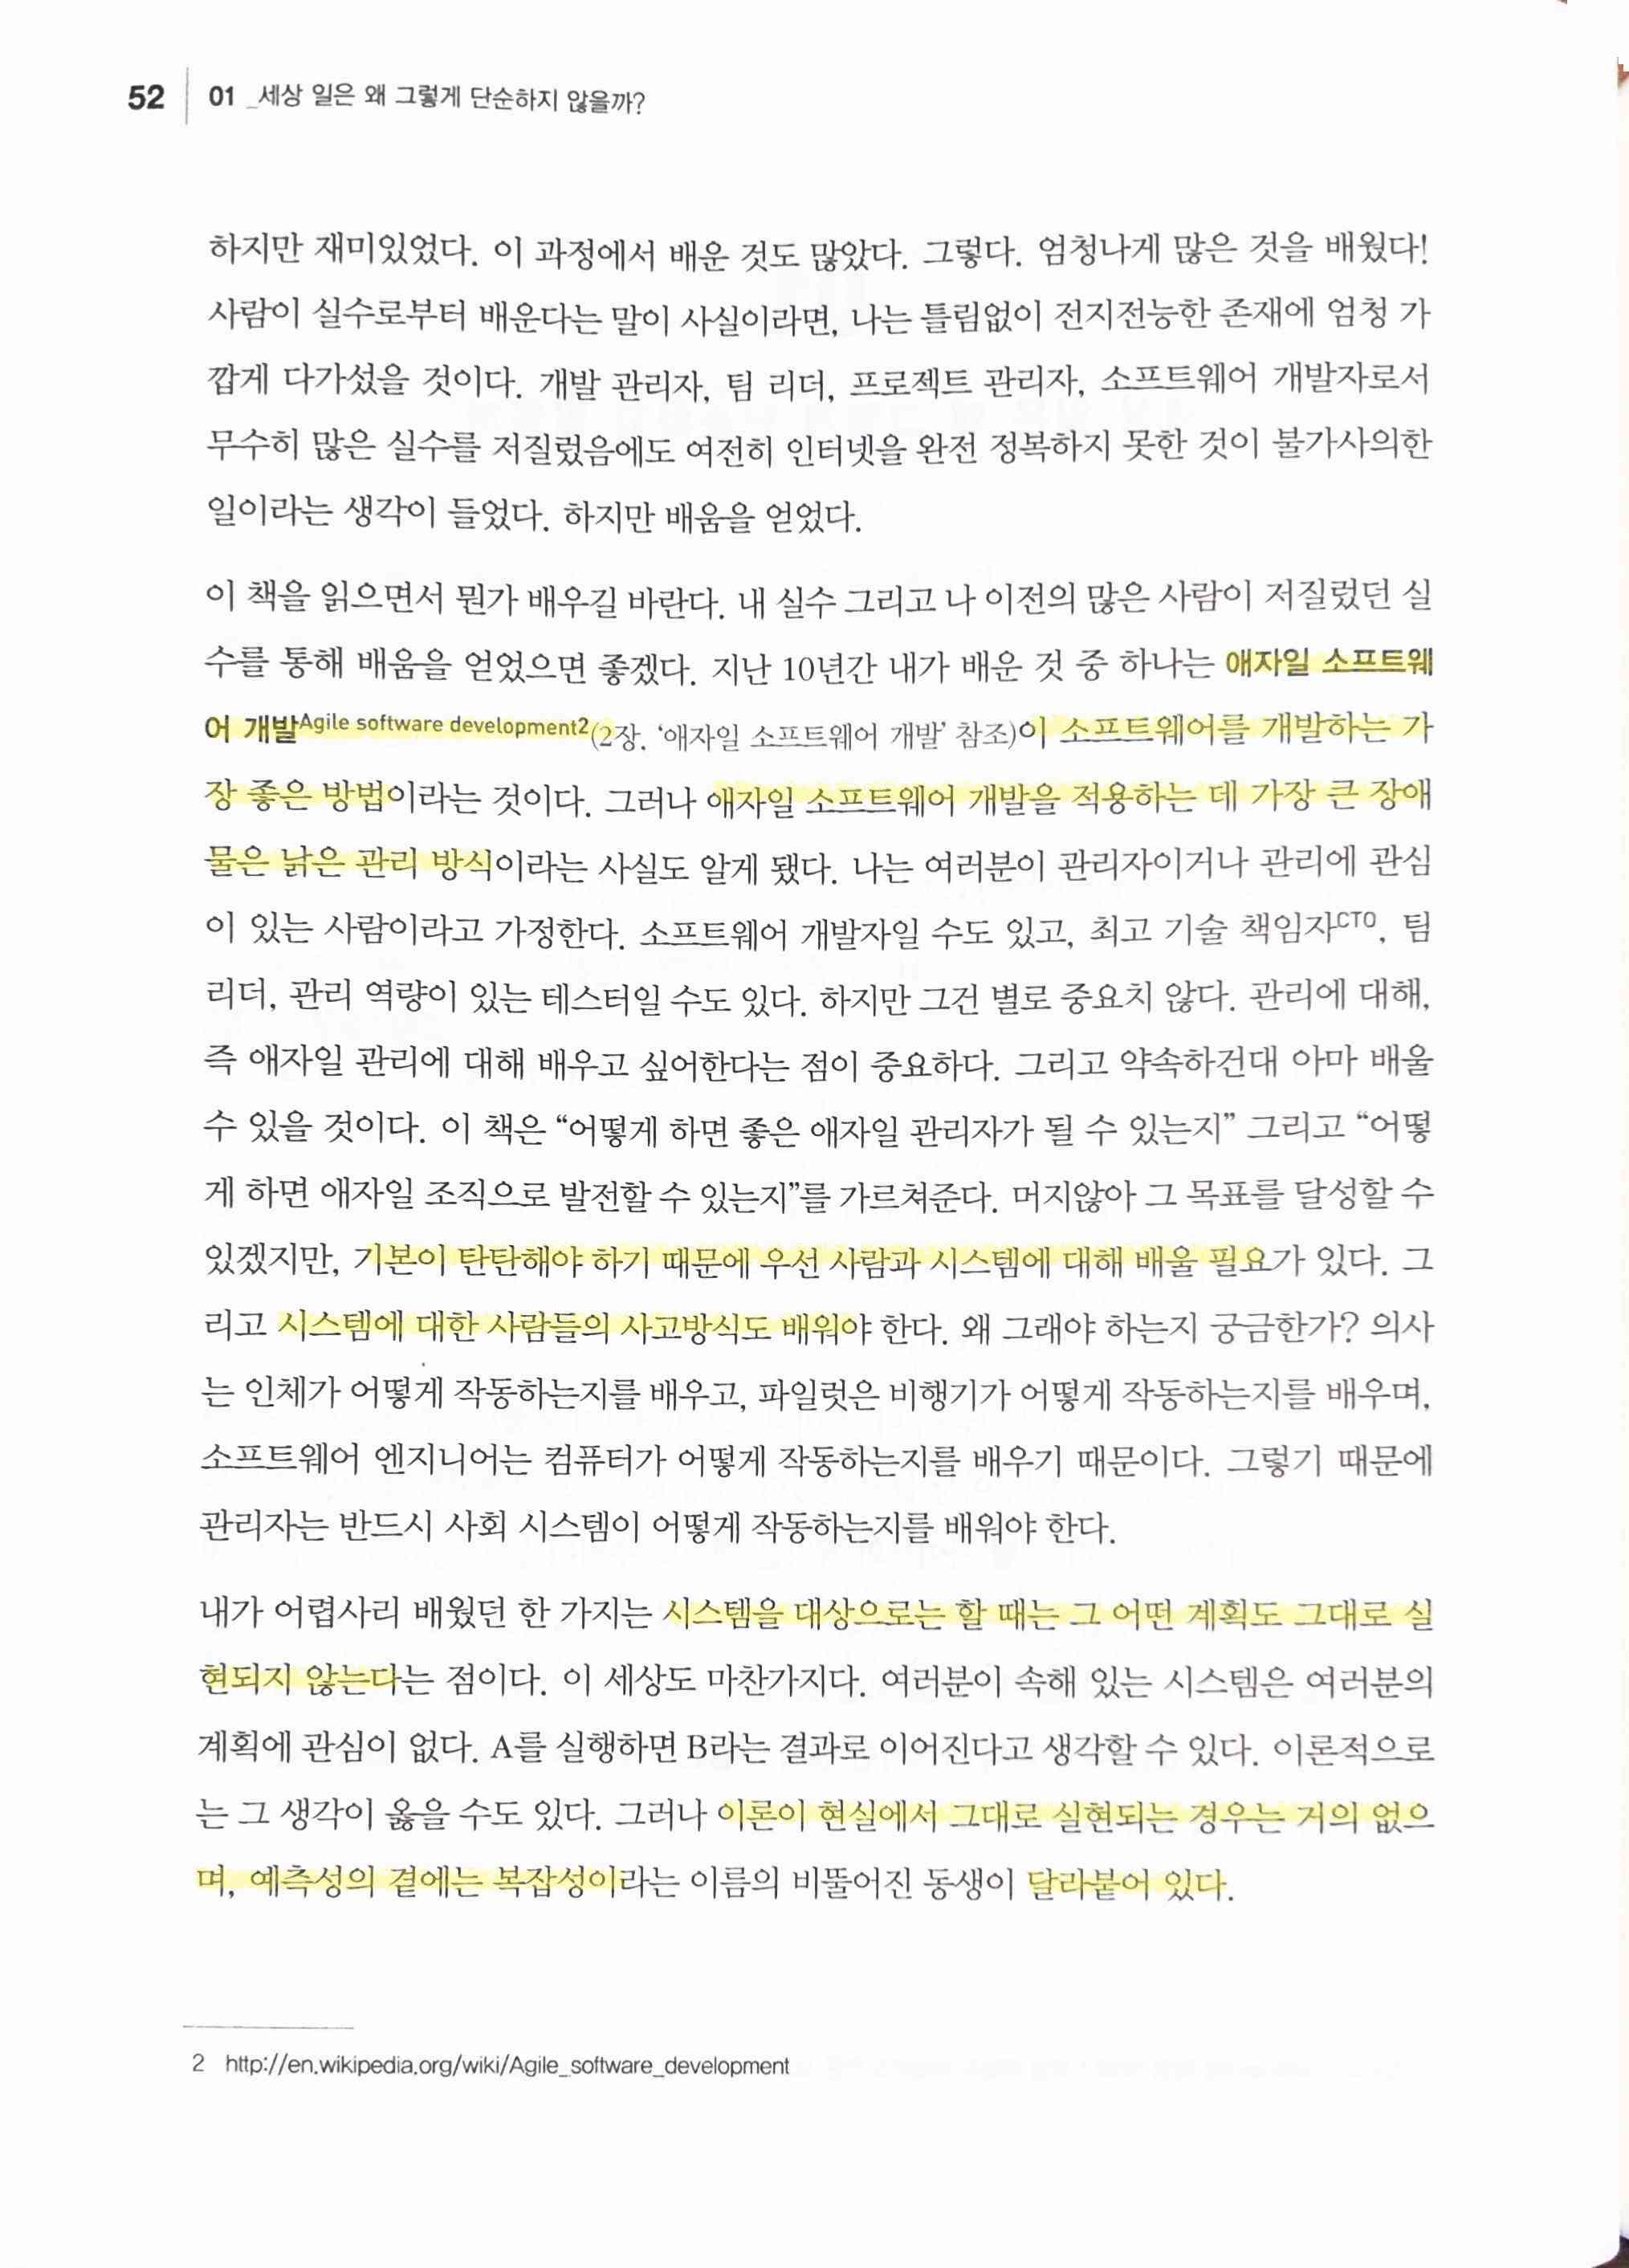 52 01 _세상 일은 왜 그렇게 단순하지 않을까?
하지만 재미있었다. 이 과정에서 배운 것도 많았다. 그렇다. 엄청나게 많은 것을 배웠다!
사람이 실수로부터 배운다는 말이 사실이라면, 나는 틀림없이 전지전능한 존재에 엄청 가
깝게 다가섰을 것이다. 개발 관리자, 팀 리더, 프로젝트 관리자, 소프트웨어 개발자로서
무수히 많은 실수를 저질렀음에도 여전히 인터넷을 완전 정복하지 못한 것이 불가사의한
일이라는 생각이 들었다. 하지만 배움을 얻었다.
이 책을 읽으면서 뭔가 배우길 바란다. 내 실수 그리고 나 이전의 많은 사람이 저질렀던 실
수를 통해 배움을 얻었으면 좋겠다. 지난 10년간 내가 배운 것 중 하나는 애자일 소프트웨
어 개발Agile software development2(2장. ‘애자일 소프트웨어 개발’ 참조)이 소프트웨어를 개발하는 가
장 좋은 방법이라는 것이다. 그러나 애자일 소프트웨어 개발을 적용하는 데 가장 큰 장애
물은 낡은 관리 방식이라는 사실도 알게 됐다. 나는 여러분이 관리자이거나 관리에 관심
이 있는 사람이라고 가정한다. 소프트웨어 개발자일 수도 있고, 최고 기술 책임자CTO, 팀
리더, 관리 역량이 있는 테스터일 수도 있다. 하지만 그건 별로 중요치 않다. 관리에 대해,
즉 애자일 관리에 대해 배우고 싶어한다는 점이 중요하다. 그리고 약속하건대 아마 배울
수 있을 것이다. 이 책은 “어떻게 하면 좋은 애자일 관리자가 될 수 있는지” 그리고 “어떻
게 하면 애자일 조직으로 발전할 수 있는지”를 가르쳐준다. 머지않아 그 목표를 달성할 수
있겠지만, 기본이 탄탄해야 하기 때문에 우선 사람과 시스템에 대해 배울 필요가 있다. 그
리고 시스템에 대한 사람들의 사고방식도 배워야 한다. 왜 그래야 하는지 궁금한가? 의사
는 인체가 어떻게 작동하는지를 배우고, 파일럿은 비행기가 어떻게 작동하는지를 배우며,
소프트웨어 엔지니어는 컴퓨터가 어떻게 작동하는지를 배우기 때문이다. 그렇기 때문에
관리자는 반드시 사회 시스템이 어떻게 작동하는지를 배워야 한다.
내가 어렵사리 배웠던 한 가지는 시스템을 대상으로는 할 때는 그 어떤 계획도 그대로 실
현되지 않는다는 점이다. 이 세상도 마찬가지다. 여러분이 속해 있는 시스템은 여러분의
계획에 관심이 없다. A를 실행하면 B라는 결과로 이어진다고 생각할 수 있다. 이론적으로
는 그 생각이 옳을 수도 있다. 그러나 이론이 현실에서 그대로 실현되는 경우는 거의 없으
며, 예측성의 곁에는 복잡성이라는 이름의 비뚤어진 동생이 달라붙어 있다.
2 http://en.wikipedia.org/wiki/Agile_software_development